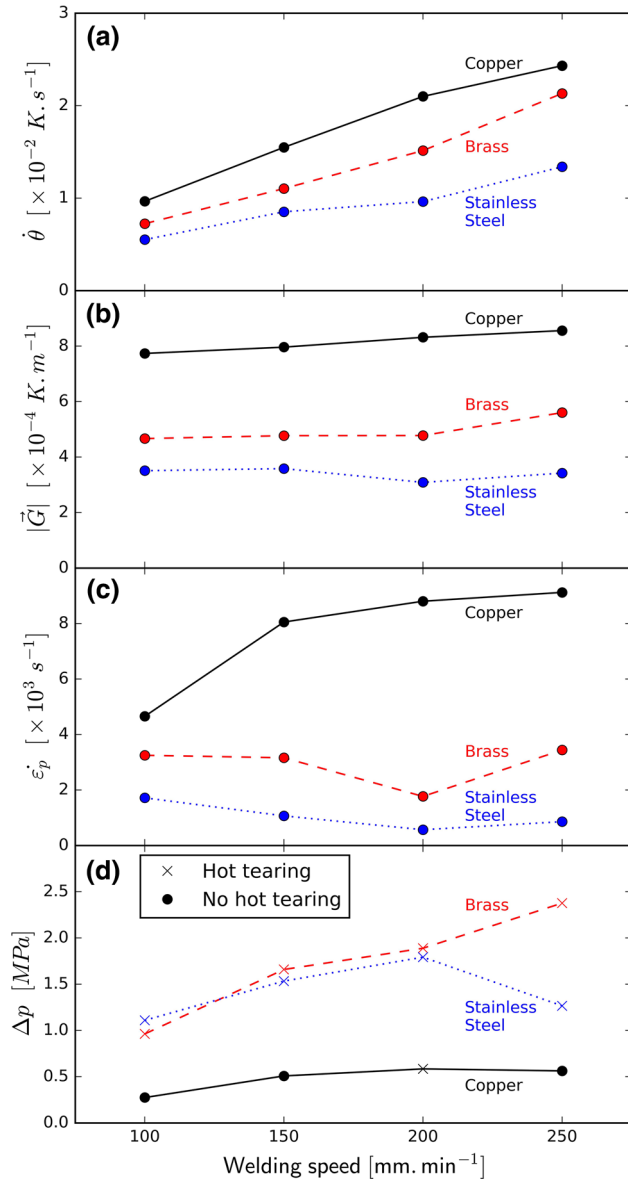 (a)
3
2
1
0
θ̇ [×10⁻² K.s⁻¹]
Copper
Brass
Stainless
Steel
(b)
8
6
4
2
0
|G⃗| [×10⁻⁴ K.m⁻¹]
Copper
Brass
Stainless
Steel
(c)
8
6
4
2
0
ε̇ₚ [×10³ s⁻¹]
Copper
Brass
Stainless
Steel
(d)
× Hot tearing
● No hot tearing
2.5
2.0
1.5
1.0
0.5
0.0
Δp [MPa]
Brass
Stainless
Steel
Copper
100 150 200 250
Welding speed [mm. min⁻¹]